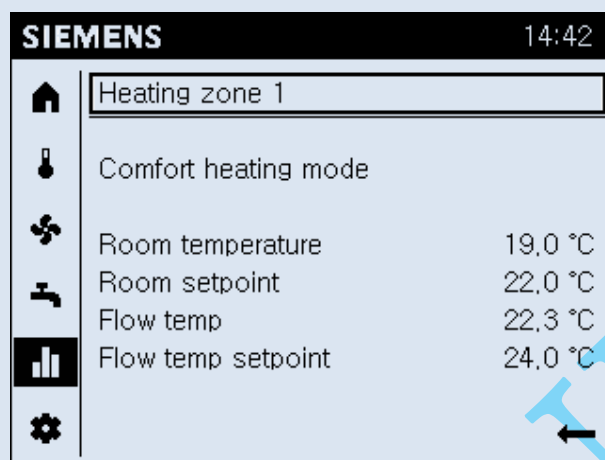 SIEMENS 14:42
Heating zone 1
Comfort heating mode
Room temperature 19,0 °C
Room setpoint 22,0 °C
Flow temp 22,3 °C
Flow temp setpoint 24,0 °C